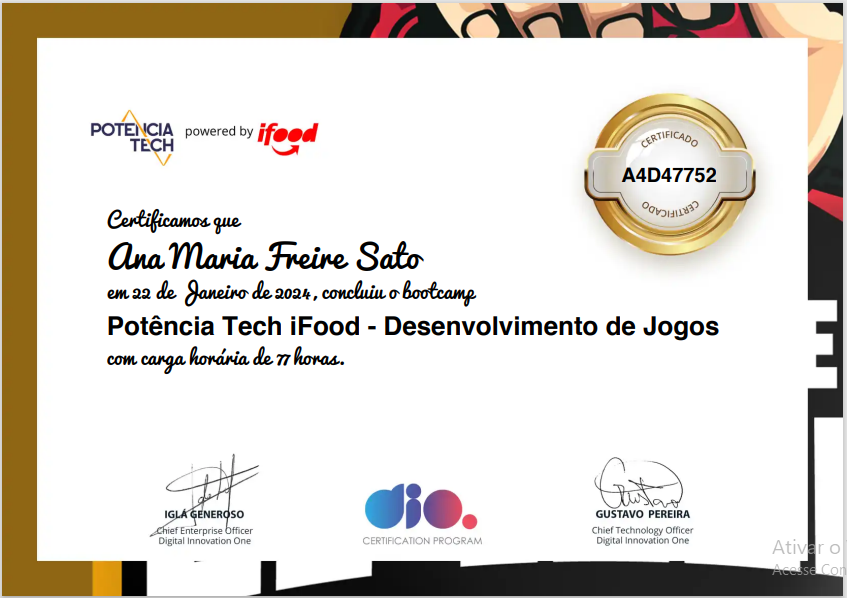 POTÊNCIA
TECH
powered by
ifood
CERTIFICADO
A4D47752
CERTIFICADO
Certificamos que
Ana Maria Freire Sato
em 22 de Janeiro de 2024, concluiu o bootcamp
Potência Tech iFood - Desenvolvimento de Jogos
com carga horária de 77 horas.
IGLÁ GENEROSO
Chief Enterprise Officer
Digital Innovation One
dio.
CERTIFICATION PROGRAM
GUSTAVO PEREIRA
Chief Technology Officer
Digital Innovation One
E
Ativar o
Acesse Con